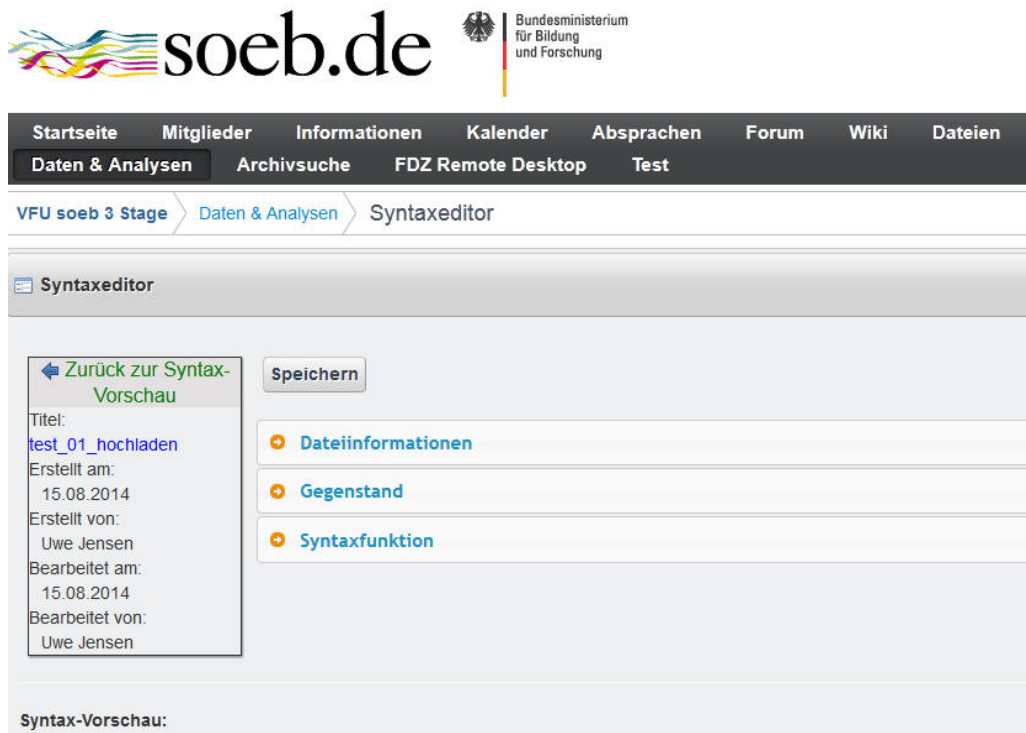 soeb.de
Bundesministerium
für Bildung
und Forschung
Startseite Mitglieder Informationen Kalender Absprachen Forum Wiki Dateien
Daten & Analysen Archivsuche FDZ Remote Desktop Test
VFU soeb 3 Stage Daten & Analysen Syntaxeditor
Syntaxeditor
Zurück zur Syntax-
Vorschau
Titel:
test_01_hochladen
Erstellt am:
15.08.2014
Erstellt von:
Uwe Jensen
Bearbeitet am:
15.08.2014
Bearbeitet von:
Uwe Jensen
Speichern
Dateiinformationen
Gegenstand
Syntaxfunktion
Syntax-Vorschau: